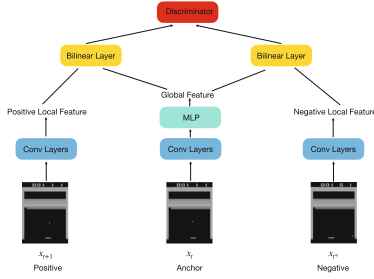 Discriminator
Bilinear Layer
Bilinear Layer
Global Feature
Positive Local Feature
MLP
Negative Local Feature
Conv Layers
Conv Layers
Conv Layers
x_{t+1}
x_t
x_{t*}
Positive
Anchor
Negative